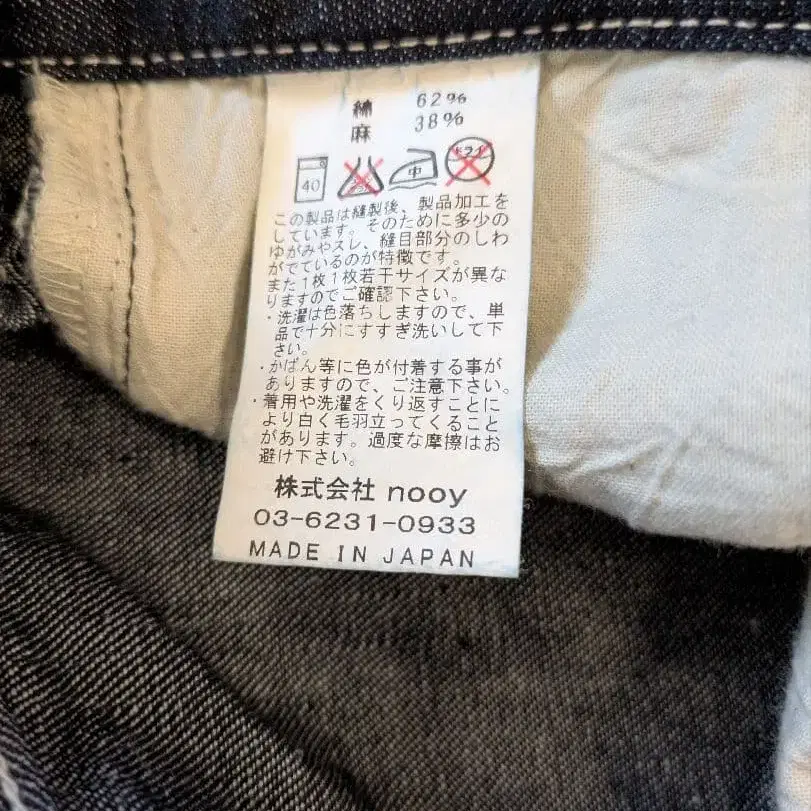 綿 62%
麻 38%
40 中 ドライ
この製品は縫製後、製品加工を
しています。そのために多少の
ゆがみやスレ、縫目部分のしわ
がでているのが特徴です。
また1枚1枚若干サイズが異な
りますのでご確認下さい。
・洗濯は色落ちしますので、単
品で十分にすすぎ洗いして下
さい。
・かばん等に色が付着する事が
ありますので、ご注意下さい。
・着用や洗濯をくり返すことに
より白く毛羽立ってくること
があります。過度な摩擦はお
避け下さい。
株式会社 nooy
03-6231-0933
MADE IN JAPAN